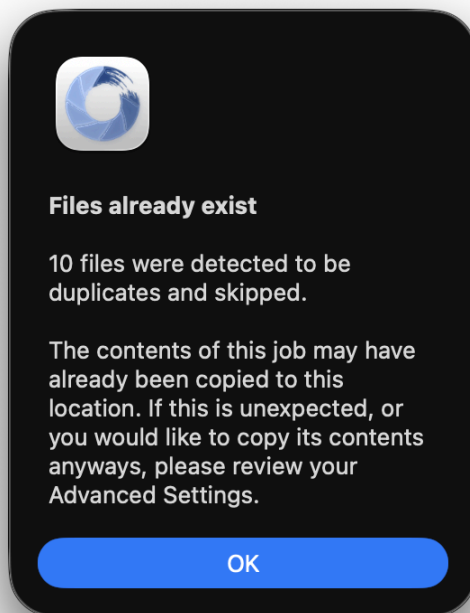 Files already exist
10 files were detected to be
duplicates and skipped.
The contents of this job may have
already been copied to this
location. If this is unexpected, or
you would like to copy its contents
anyways, please review your
Advanced Settings.
OK